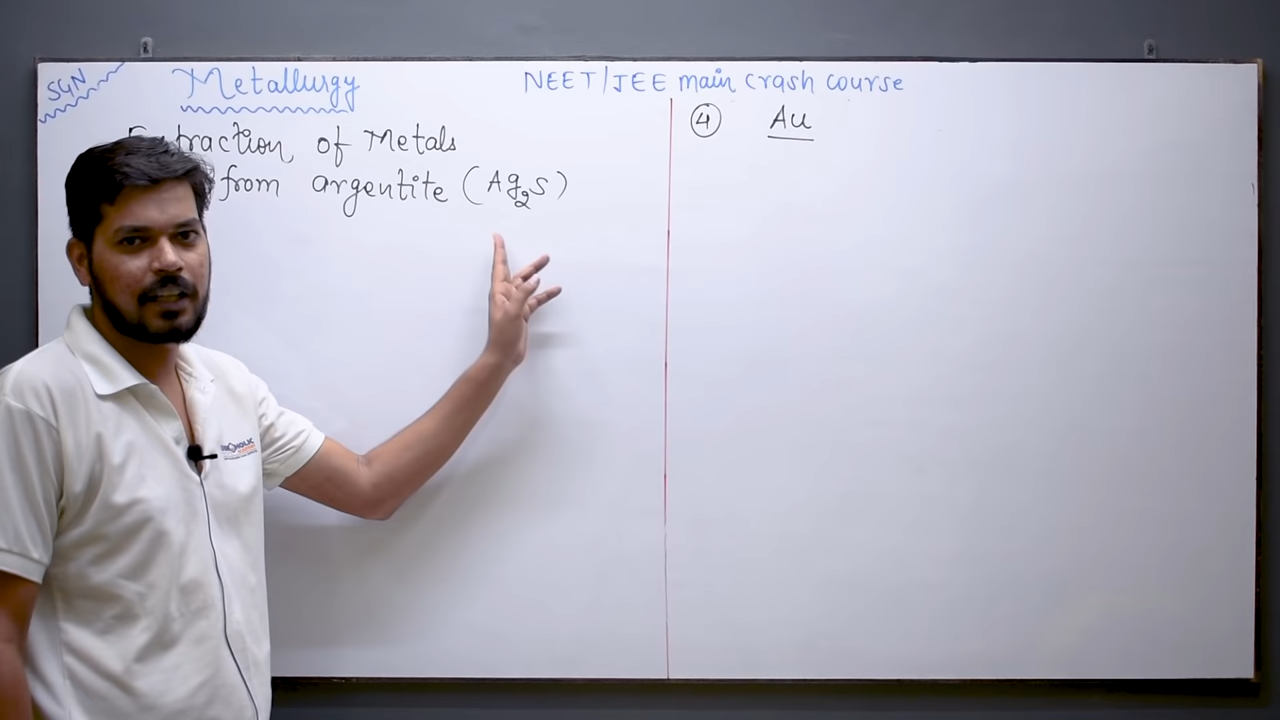 SGN
Metallurgy
NEET/JEE main crash course
Extraction of Metals
from argentite (Ag₂S)
④ Au